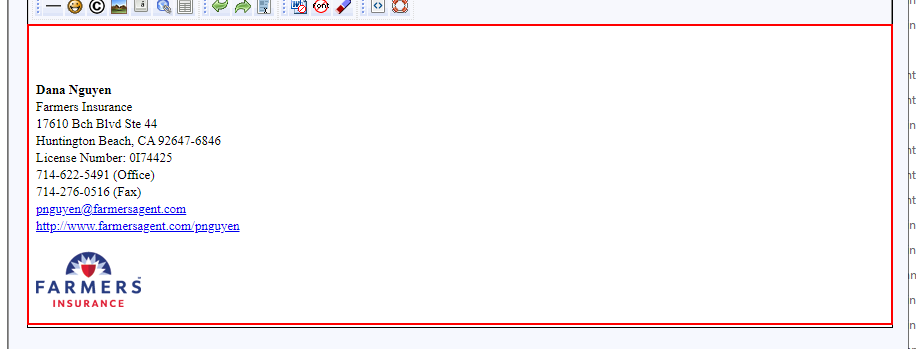 Dana Nguyen
Farmers Insurance
17610 Bch Blvd Ste 44
Huntington Beach, CA 92647-6846
License Number: 0I74425
714-622-5491 (Office)
714-276-0516 (Fax)
pnguyen@farmersagent.com
http://www.farmersagent.com/pnguyen
FARMERS
INSURANCE